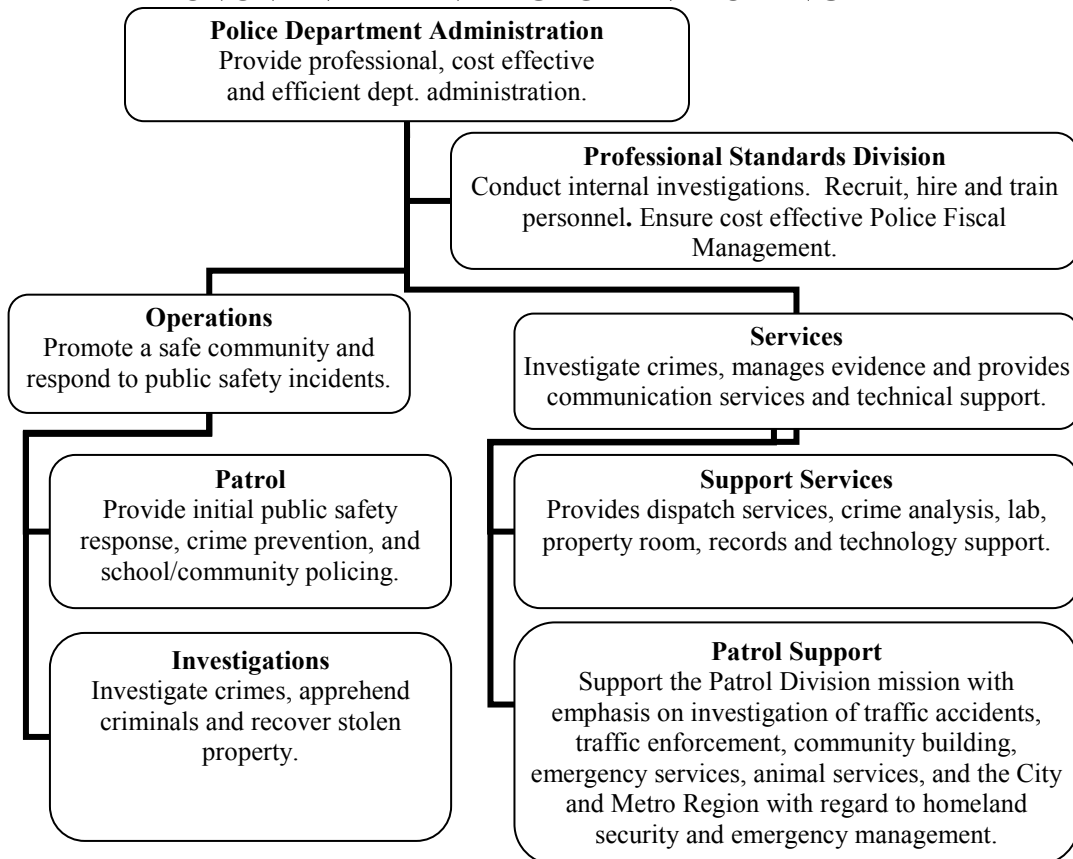 Police Department Administration
Provide professional, cost effective
and efficient dept. administration.
Professional Standards Division
Conduct internal investigations.  Recruit, hire and train
personnel. Ensure cost effective Police Fiscal
Management.
Operations
Promote a safe community and
respond to public safety incidents.
Services
Investigate crimes, manages evidence and provides
communication services and technical support.
Patrol
Provide initial public safety
response, crime prevention, and
school/community policing.
Support Services
Provides dispatch services, crime analysis, lab,
property room, records and technology support.
Investigations
Investigate crimes, apprehend
criminals and recover stolen
property.
Patrol Support
Support the Patrol Division mission with
emphasis on investigation of traffic accidents,
traffic enforcement, community building,
emergency services, animal services, and the City
and Metro Region with regard to homeland
security and emergency management.